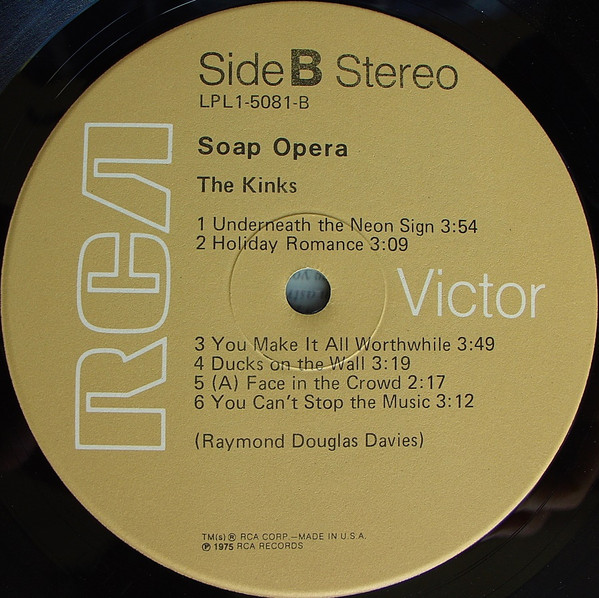 Side B Stereo
LPL1-5081-B
Soap Opera
The Kinks
1 Underneath the Neon Sign 3:54
2 Holiday Romance 3:09
RCA
Victor
3 You Make It All Worthwhile 3:49
4 Ducks on the Wall 3:19
5 (A) Face in the Crowd 2:17
6 You Can't Stop the Music 3:12
(Raymond Douglas Davies)
TM(s) ® RCA CORP.—MADE IN U.S.A.
℗ 1975 RCA RECORDS